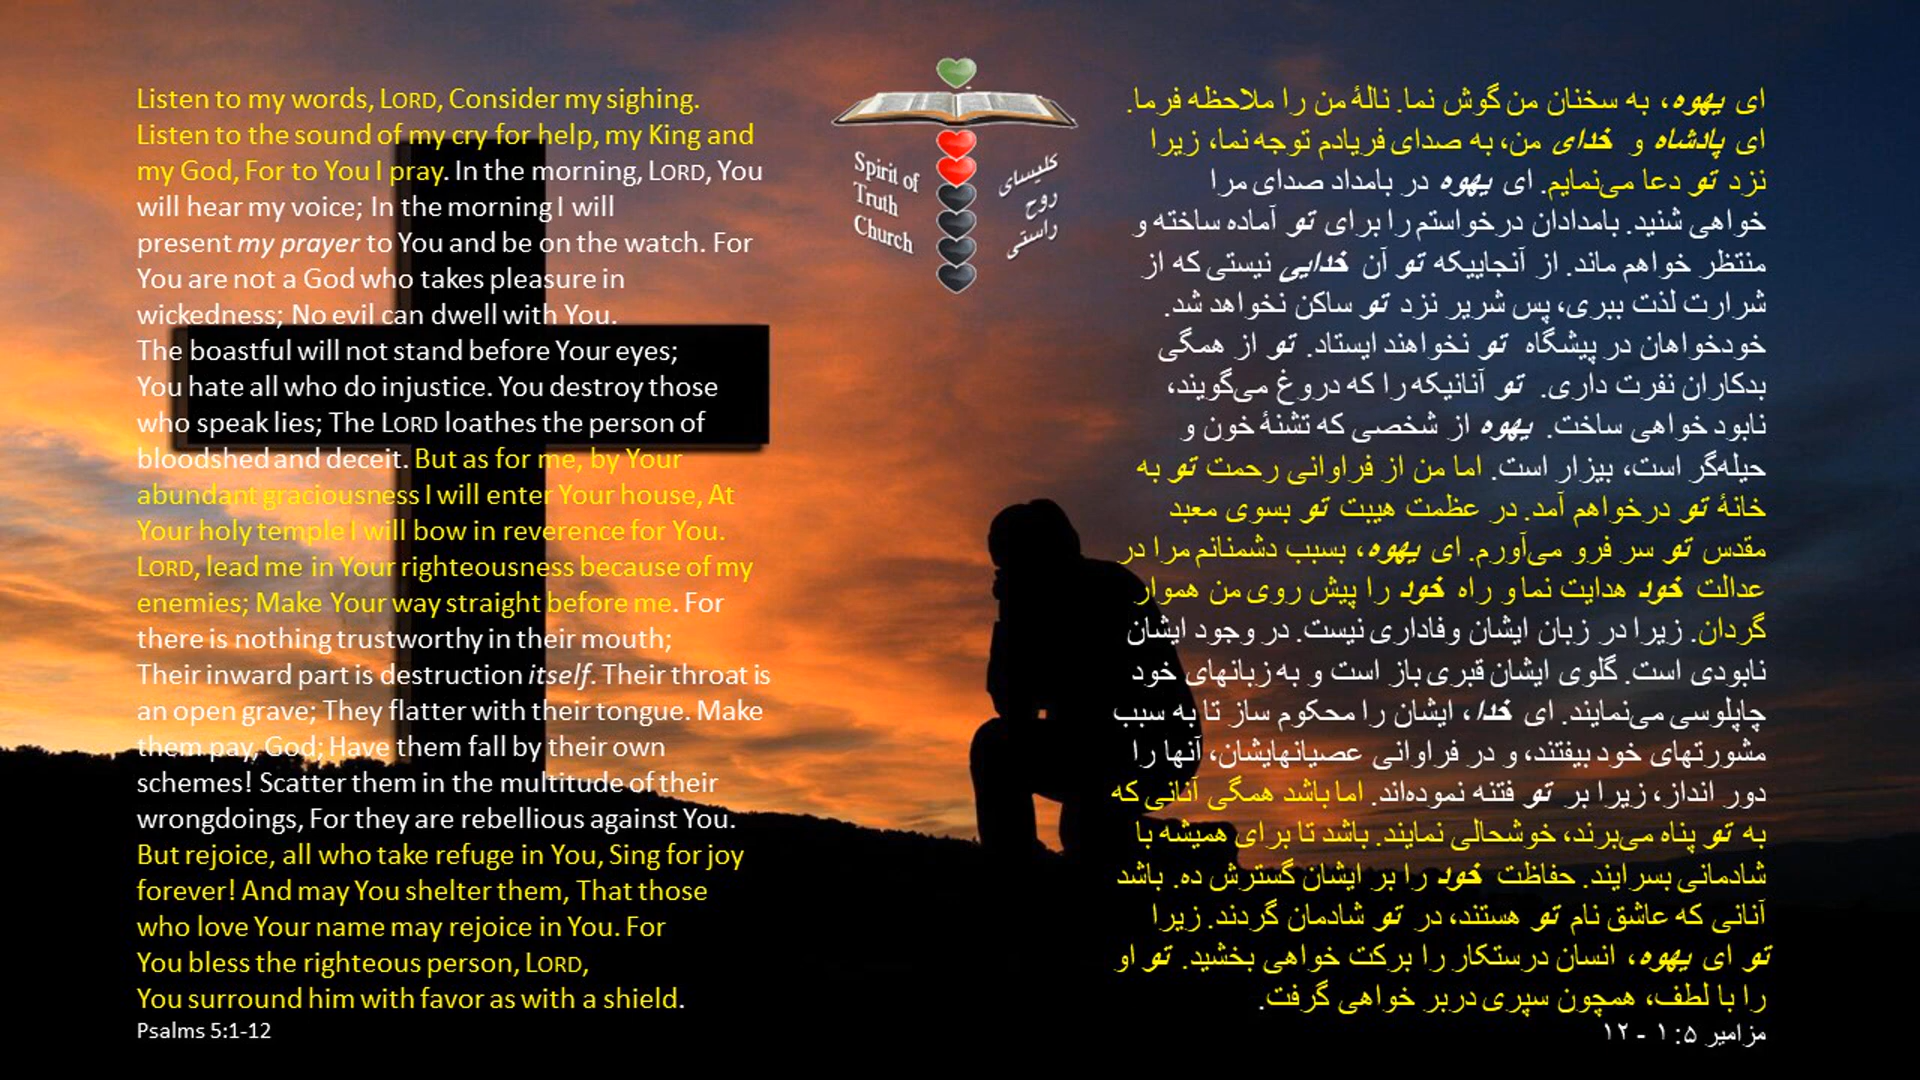 Listen to my words, LORD, Consider my sighing.
Listen to the sound of my cry for help, my King and
my God, For to You I pray. In the morning, LORD, You
will hear my voice; In the morning I will
present my prayer to You and be on the watch. For
You are not a God who takes pleasure in
wickedness; No evil can dwell with You.
The boastful will not stand before Your eyes;
You hate all who do injustice. You destroy those
who speak lies; The LORD loathes the person of
bloodshed and deceit. But as for me, by Your
abundant graciousness I will enter Your house, At
Your holy temple I will bow in reverence for You.
LORD, lead me in Your righteousness because of my
enemies; Make Your way straight before me. For
there is nothing trustworthy in their mouth;
Their inward part is destruction itself. Their throat is
an open grave; They flatter with their tongue. Make
them pay, God; Have them fall by their own
schemes! Scatter them in the multitude of their
wrongdoings, For they are rebellious against You.
But rejoice, all who take refuge in You, Sing for joy
forever! And may You shelter them, That those
who love Your name may rejoice in You. For
You bless the righteous person, LORD,
You surround him with favor as with a shield.
Psalms 5:1-12
Spirit of
Truth
Church
کلیسای
روح
راستی
ای یهوه، به سخنان من گوش نما. نالهٔ من را ملاحظه فرما.
ای پادشاه و خدای من، به صدای فریادم توجه نما، زیرا
نزد تو دعا می‌نمایم. ای یهوه در بامداد صدای مرا
خواهی شنید. بامدادان درخواستم را برای تو آماده ساخته و
منتظر خواهم ماند. از آنجاییکه تو آن خدایی نیستی که از
شرارت لذت ببری، پس شریر نزد تو ساکن نخواهد شد.
خودخواهان در پیشگاه تو نخواهند ایستاد. تو از همگی
بدکاران نفرت داری. تو آنانیکه را که دروغ می‌گویند،
نابود خواهی ساخت. یهوه از شخصی که تشنهٔ خون و
حیله‌گر است، بیزار است. اما من از فراوانی رحمت تو به
خانهٔ تو درخواهم آمد. در عظمت هیبت تو بسوی معبد
مقدس تو سر فرو می‌آورم. ای یهوه، بسبب دشمنانم مرا در
عدالت خود هدایت نما و راه خود را پیش روی من هموار
گردان. زیرا در زبان ایشان وفاداری نیست. در وجود ایشان
نابودی است. گلوی ایشان قبری باز است و به زبانهای خود
چاپلوسی می‌نمایند. ای خدا، ایشان را محکوم ساز تا به سبب
مشورتهای خود بیفتند، و در فراوانی عصیانهایشان، آنها را
دور انداز، زیرا بر تو فتنه نموده‌اند. اما باشد همگی آنانی که
به تو پناه می‌برند، خوشحالی نمایند. باشد تا برای همیشه با
شادمانی بسرایند. حفاظت خود را بر ایشان گسترش ده. باشد
آنانی که عاشق نام تو هستند، در تو شادمان گردند. زیرا
تو ای یهوه، انسان درستکار را برکت خواهی بخشید. تو او
را با لطف، همچون سپری دربر خواهی گرفت.
مزامیر ۵: ۱ - ۱۲